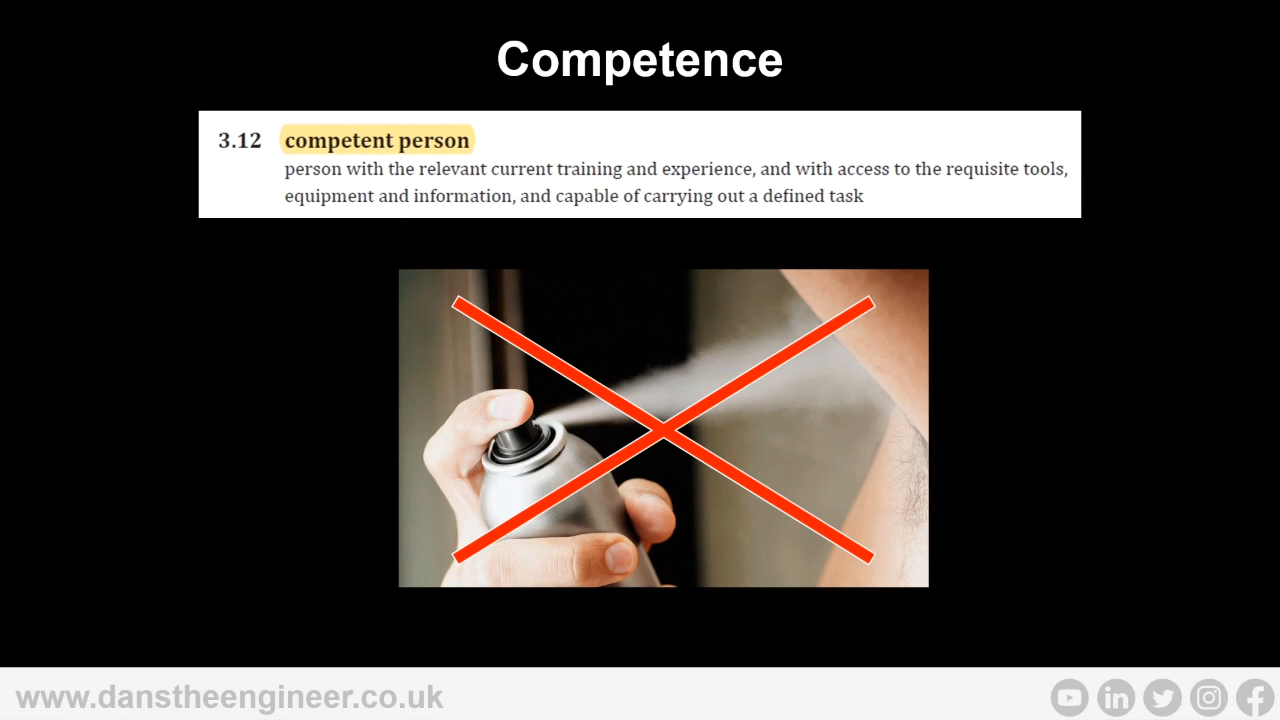 Competence
3.12 competent person
person with the relevant current training and experience, and with access to the requisite tools,
equipment and information, and capable of carrying out a defined task
www.danstheengineer.co.uk